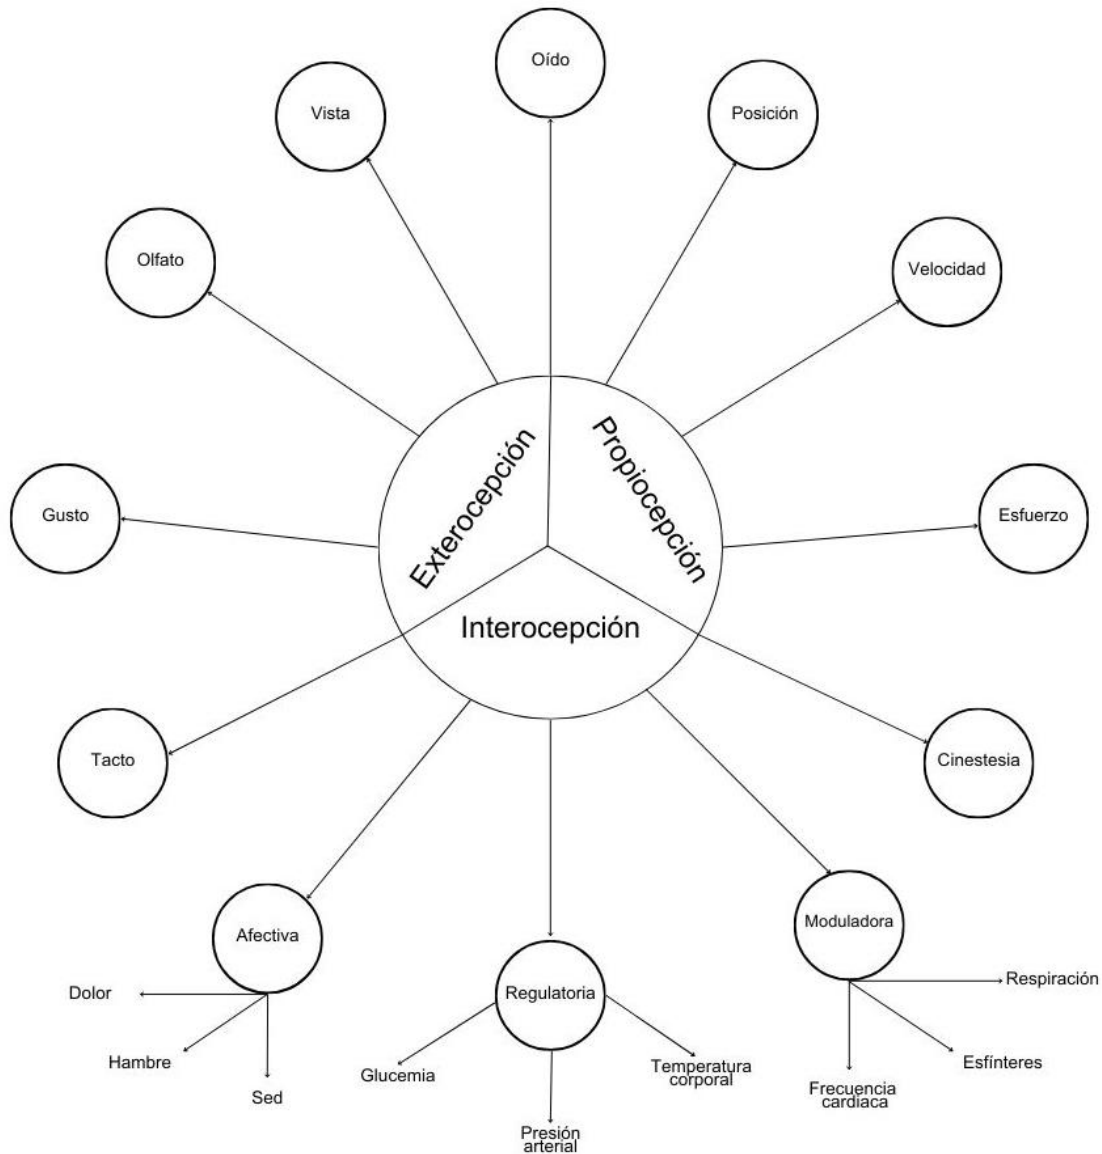 Oído
Vista
Posición
Olfato
Velocidad
Exterocepción
Propiocepción
Gusto
Esfuerzo
Interocepción
Tacto
Cinestesia
Afectiva
Moduladora
Regulatoria
Dolor
Hambre
Sed
Glucemia
Presión
arterial
Temperatura
corporal
Respiración
Esfínteres
Frecuencia
cardíaca